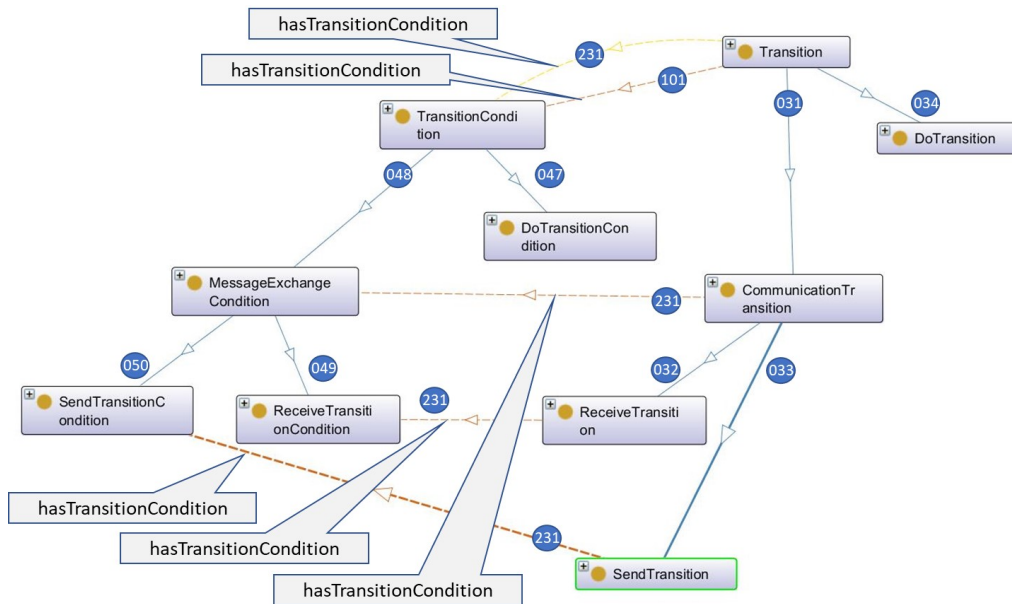 hasTransitionCondition
hasTransitionCondition
231
Transition
101
TransitionCondi
tion
031
034
DoTransition
048
047
DoTransitionCon
dition
MessageExchange
Condition
231
CommunicationTr
ansition
050
049
032
033
SendTransitionC
ondition
ReceiveTransiti
onCondition
231
ReceiveTransiti
on
hasTransitionCondition
hasTransitionCondition
231
hasTransitionCondition
SendTransition